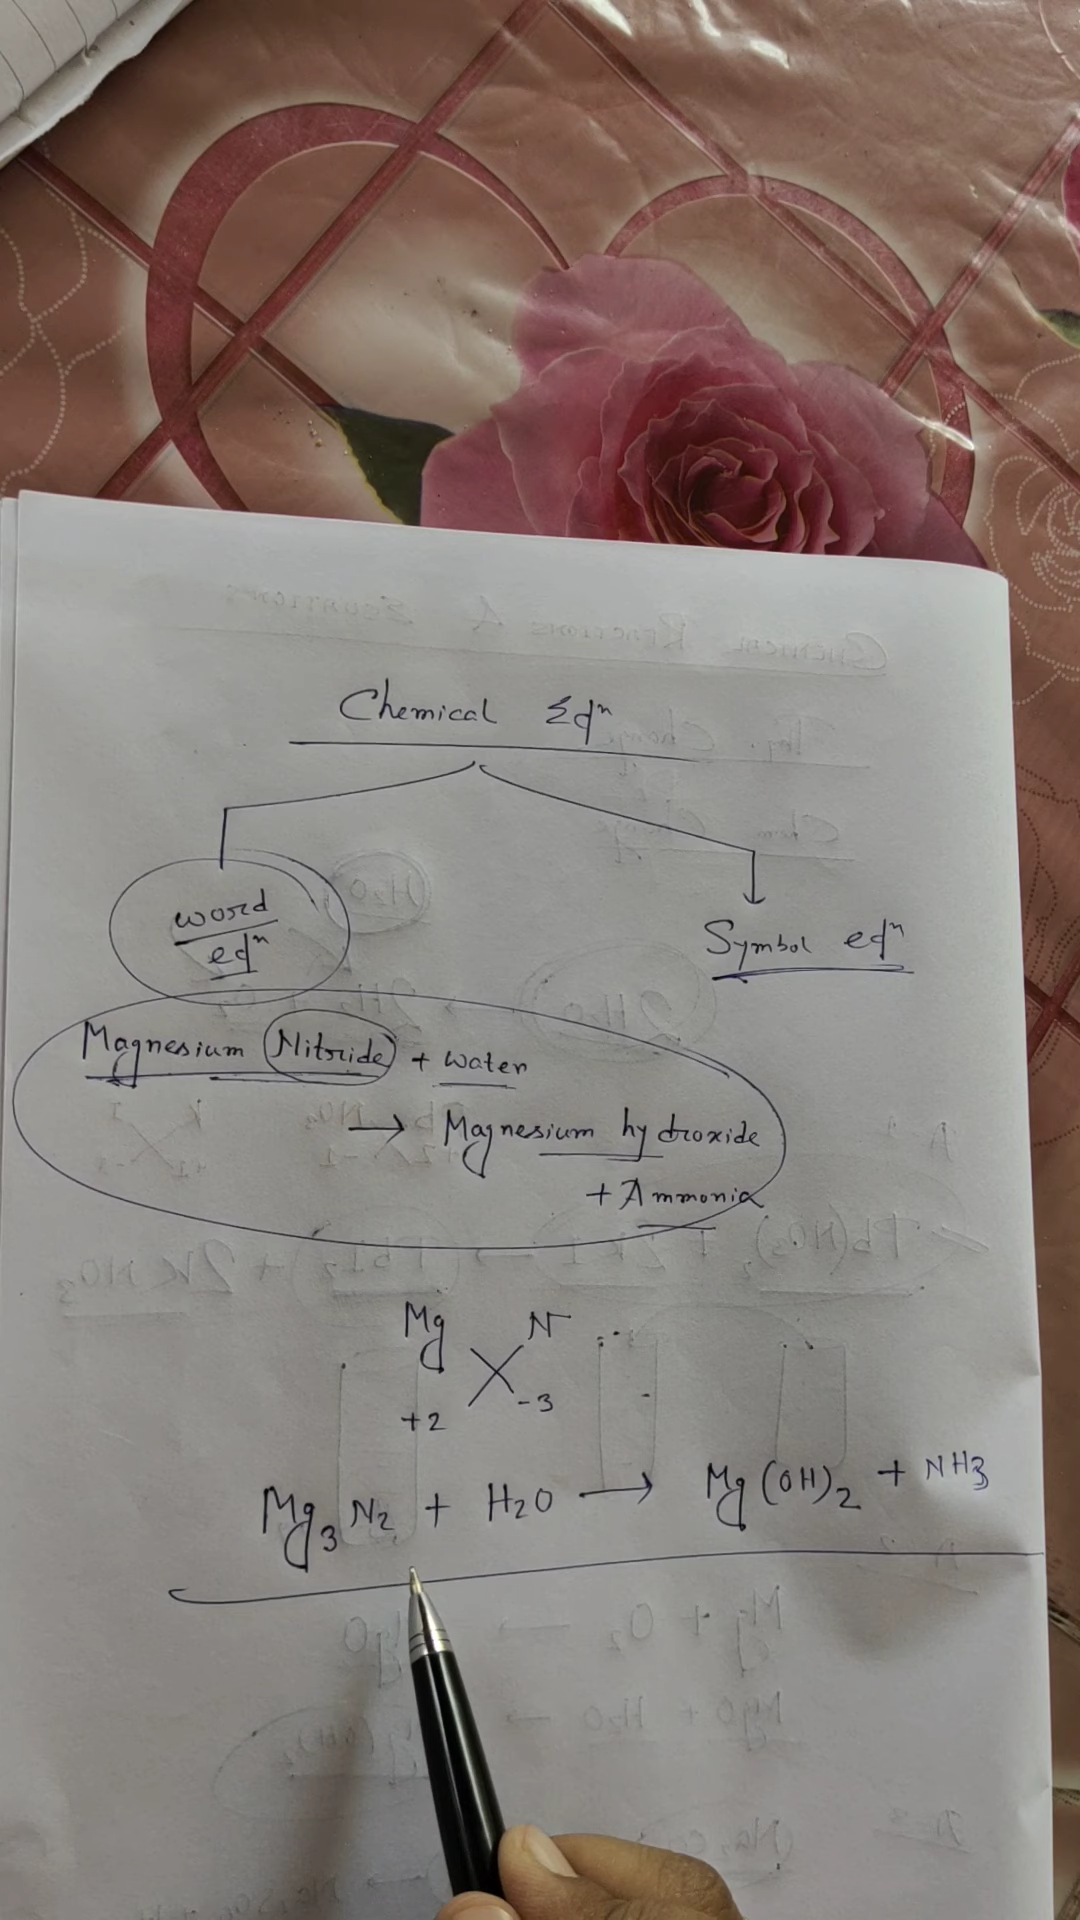 Chemical Eqⁿ
word
eqⁿ
Symbol eqⁿ
Magnesium Nitride + water
→ Magnesium hydroxide
+ Ammonia
Mg N
+2 -3
Mg₃N₂ + H₂O → Mg(OH)₂ + NH₃